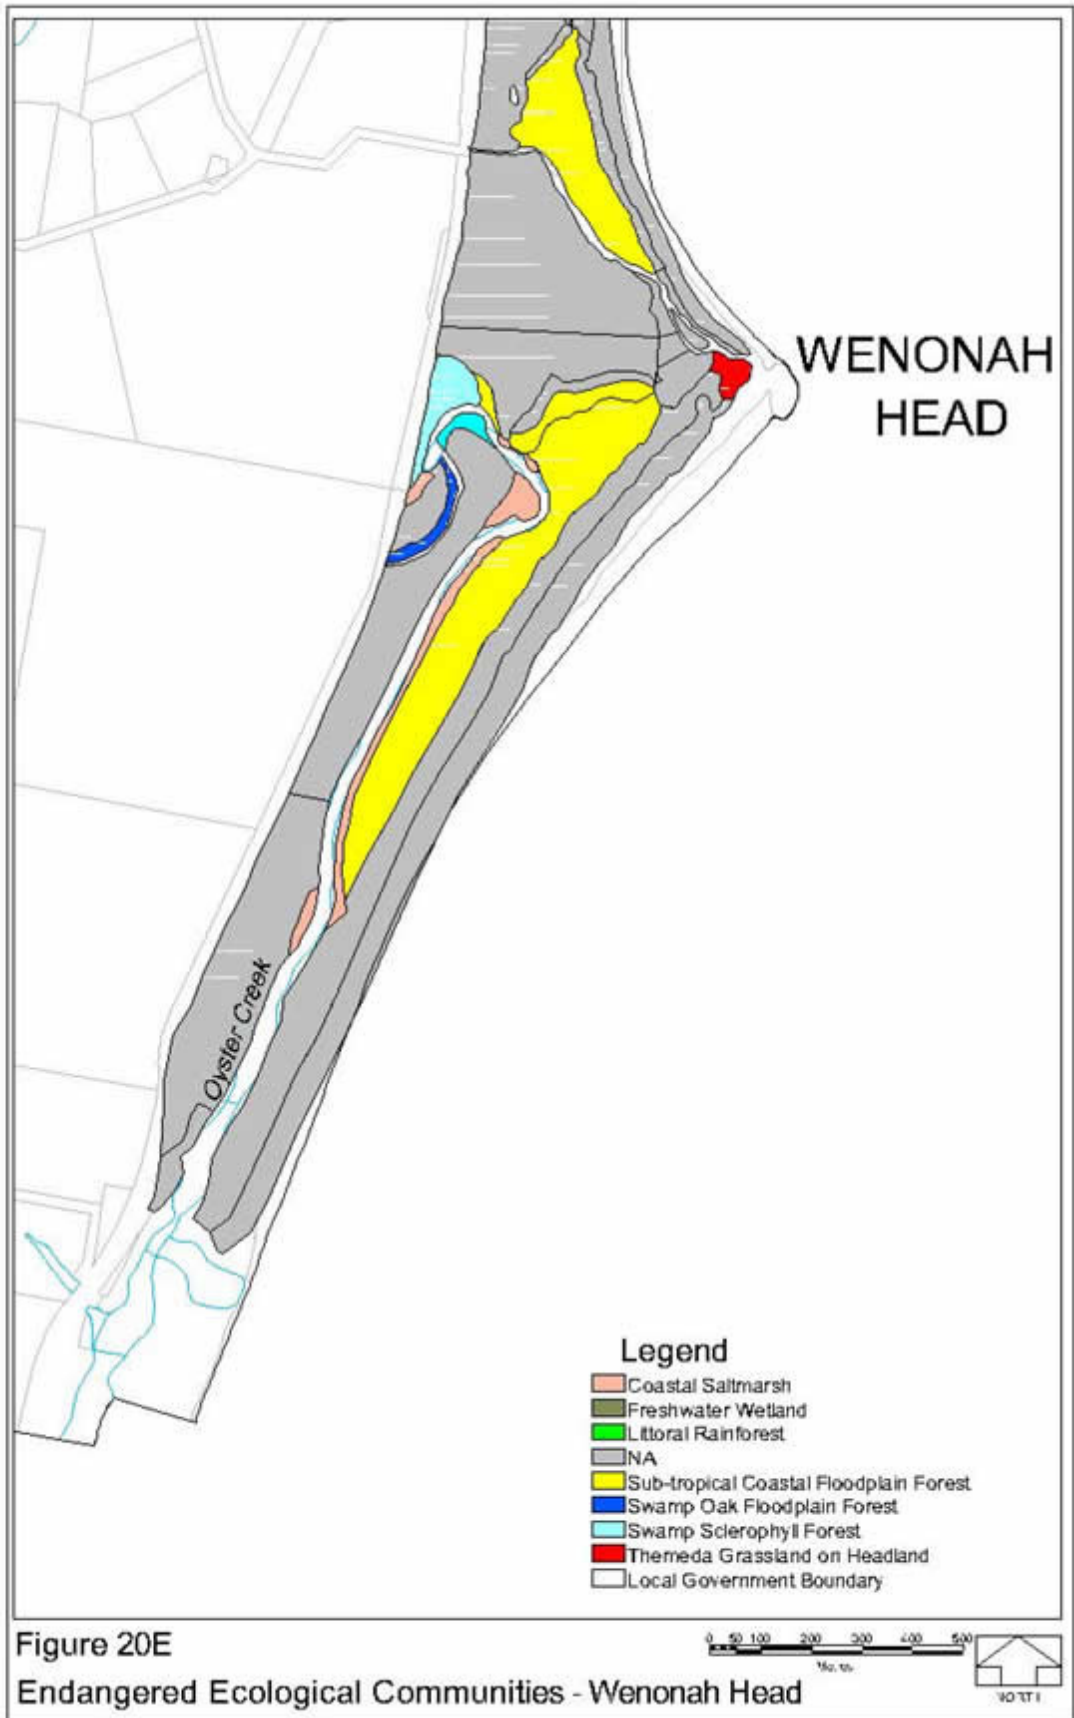 WENONAH
HEAD
Oyster Creek
Legend
Coastal Saltmarsh
Freshwater Wetland
Littoral Rainforest
NA
Sub-tropical Coastal Floodplain Forest
Swamp Oak Floodplain Forest
Swamp Sclerophyll Forest
Themeda Grassland on Headland
Local Government Boundary
Figure 20E
0 50 100 200 300 400 500
NORTH
Endangered Ecological Communities - Wenonah Head